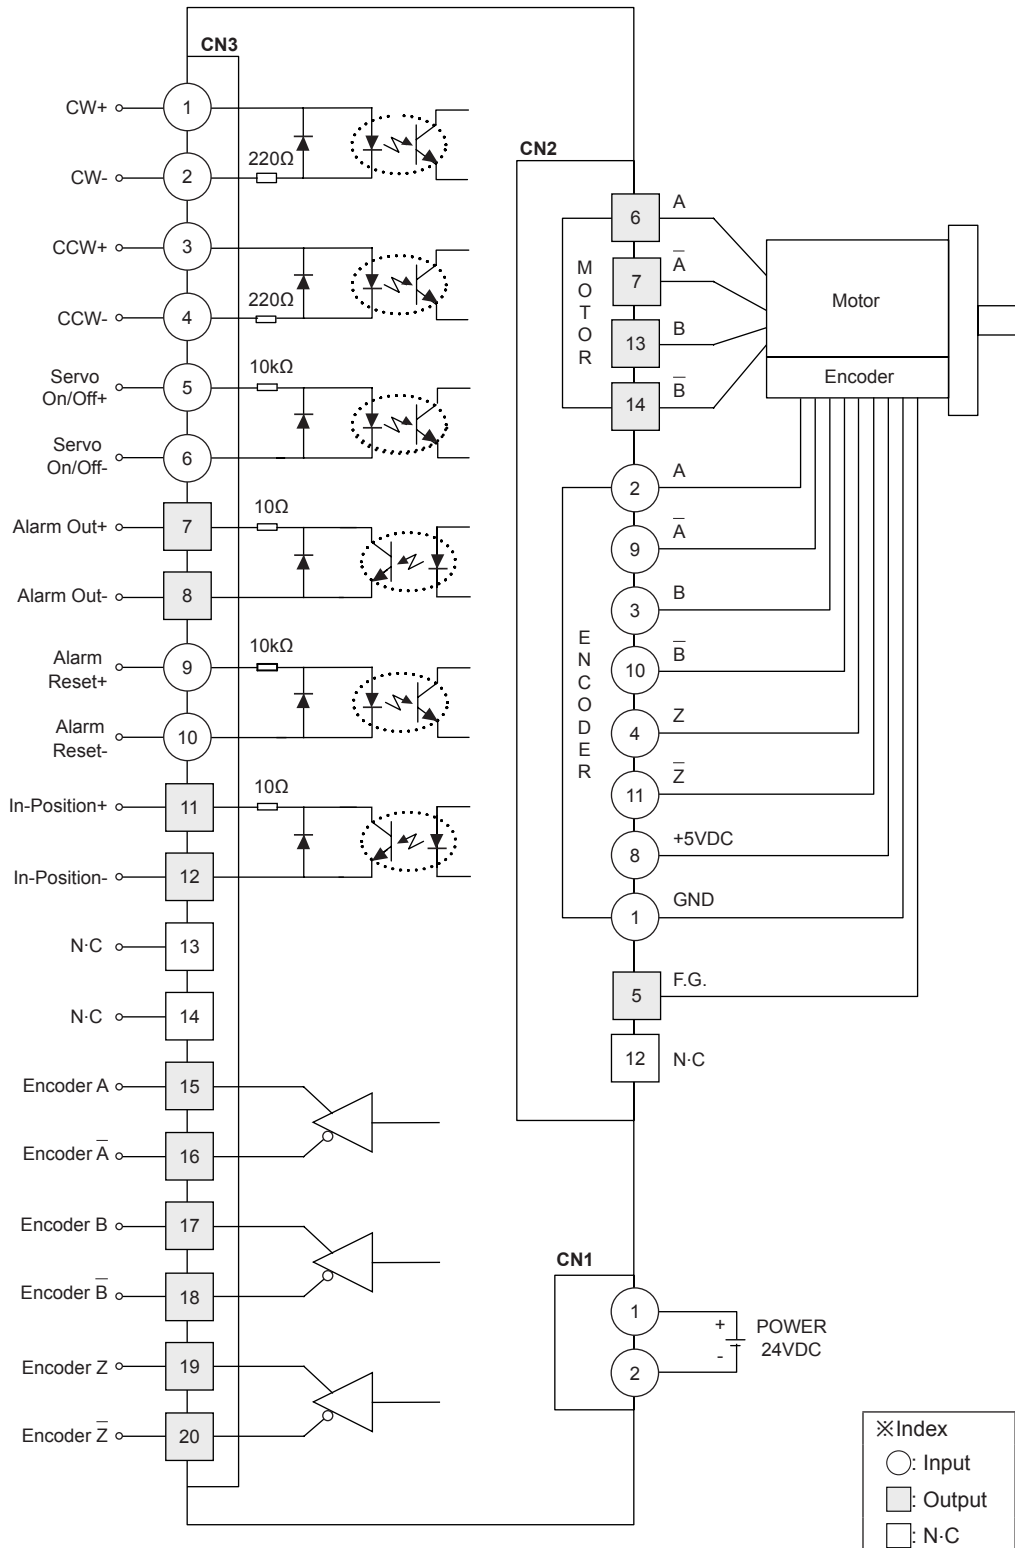 CN3
CW+
1
CW-
2
220Ω
CCW+
3
CCW-
4
220Ω
Servo
On/Off+
5
10kΩ
Servo
On/Off-
6
Alarm Out+
7
10Ω
Alarm Out-
8
Alarm
Reset+
9
10kΩ
Alarm
Reset-
10
In-Position+
11
10Ω
In-Position-
12
N·C
13
N·C
14
Encoder A
15
Encoder A̅
16
Encoder B
17
Encoder B̅
18
Encoder Z
19
Encoder Z̅
20
CN2
MOTOR
6
A
7
A̅
13
B
14
B̅
Motor
Encoder
ENCODER
2
A
9
A̅
3
B
10
B̅
4
Z
11
Z̅
8
+5VDC
1
GND
5
F.G.
12
N·C
CN1
1
2
+
-
POWER
24VDC
※Index
: Input
: Output
: N·C